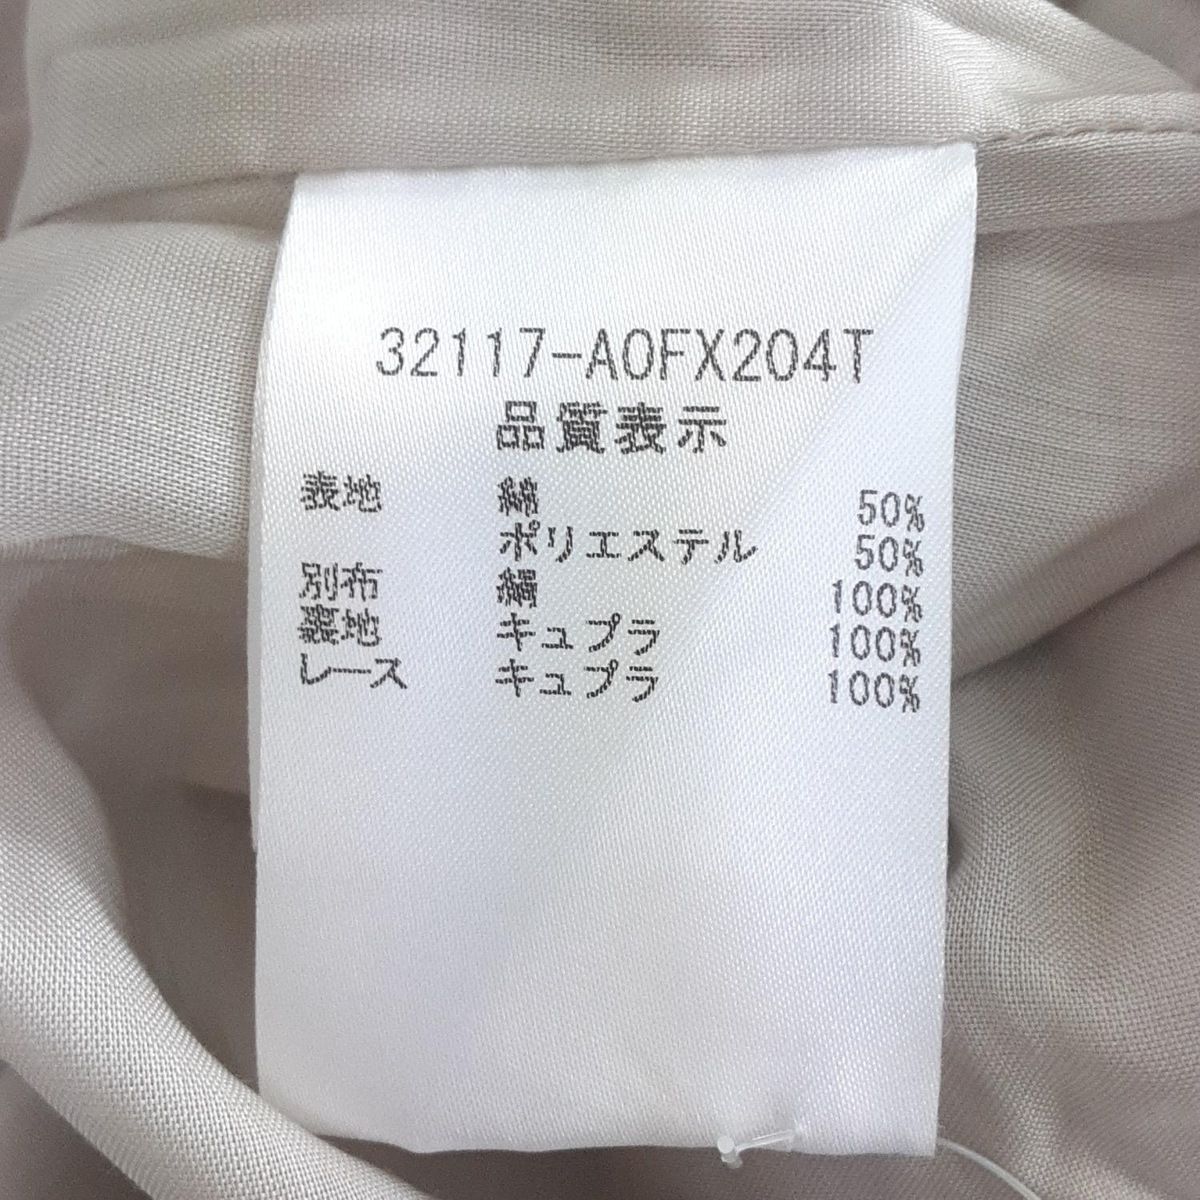 32117-A0FX204T
品質表示
表地 綿 50%
ポリエステル 50%
別布 絹 100%
裏地 キュプラ 100%
レース キュプラ 100%